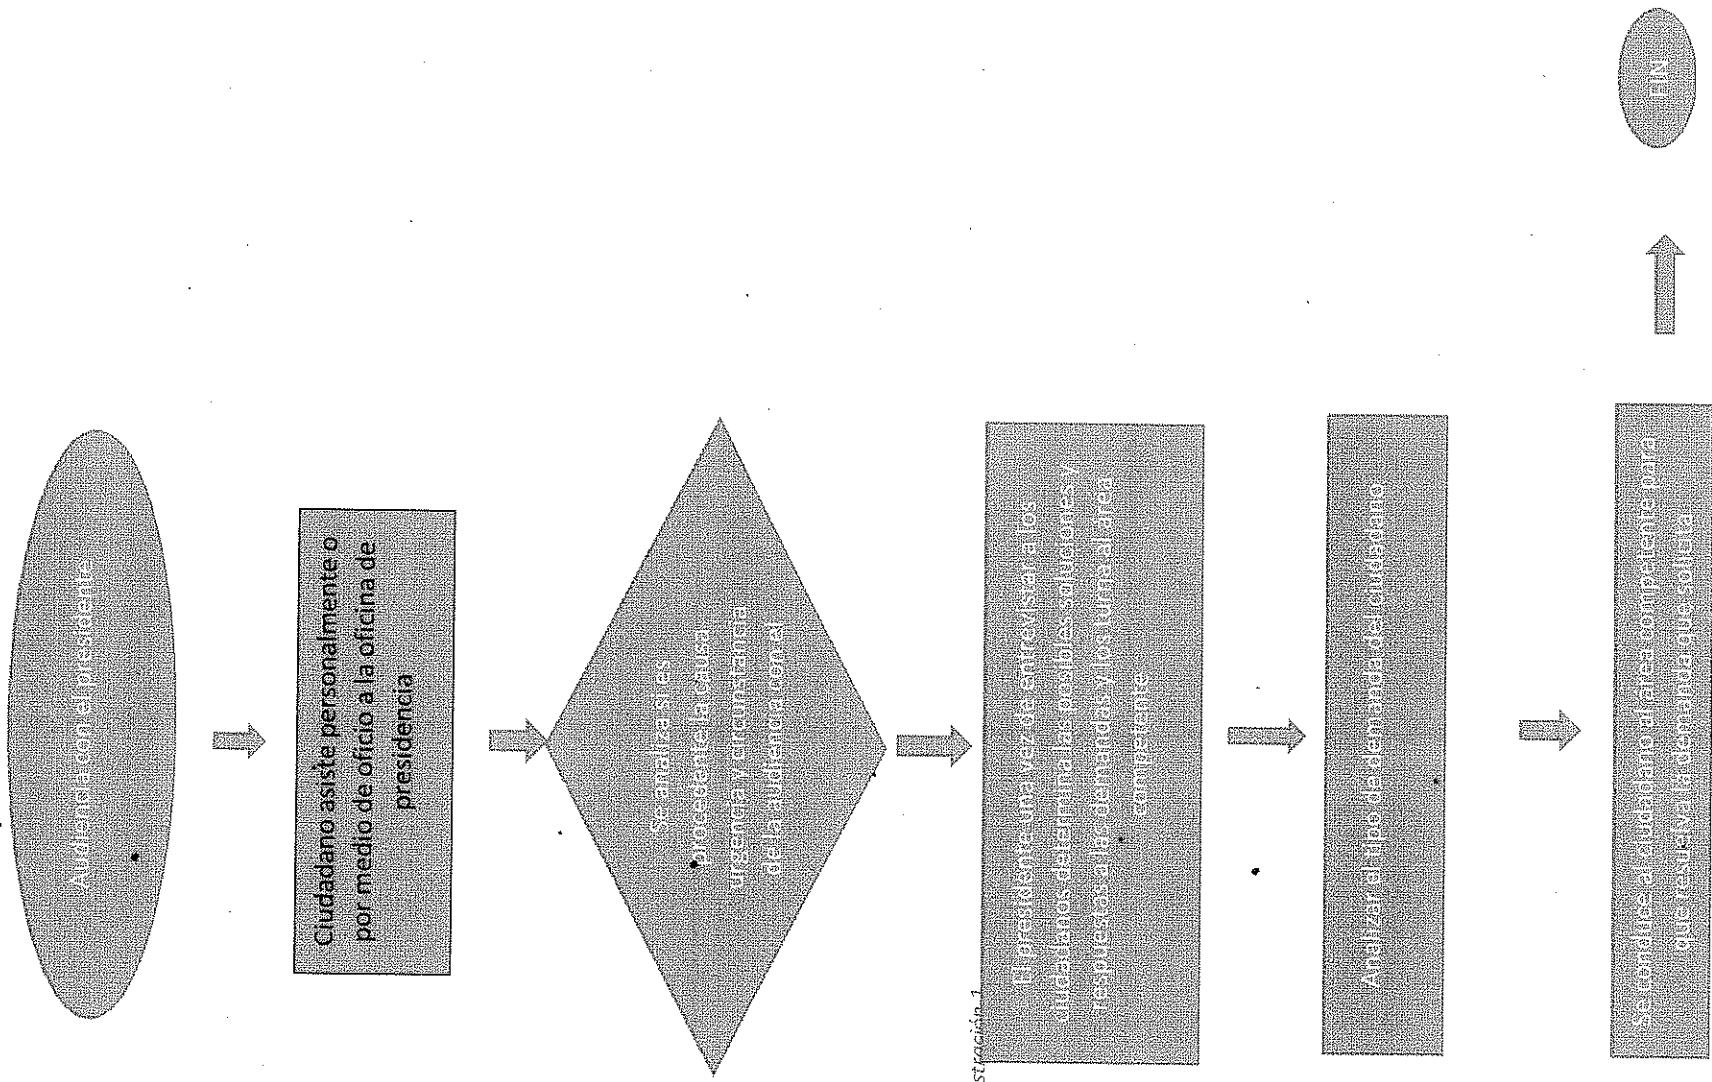 Audiencia con el presidente
Ciudadano asiste personalmente o
por medio de oficio a la oficina de
presidencia
Se analiza si es
procedente la causa
urgencia y circunstancia
de la audiencia con el
stración 1
El presidente una vez de entrevistar a los
ciudadanos determina las posibles soluciones y
respuestas a las demandas y los turna al área
competente
Analizar el tipo de demanda del ciudadano
Se conduce al ciudadano al área competente para
que resuelva la demanda que solicita
FIN